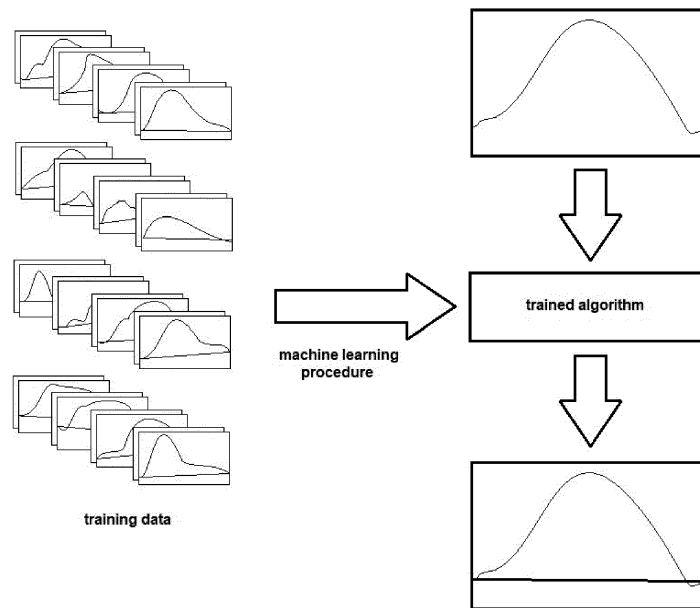 trained algorithm
machine learning
procedure
training data